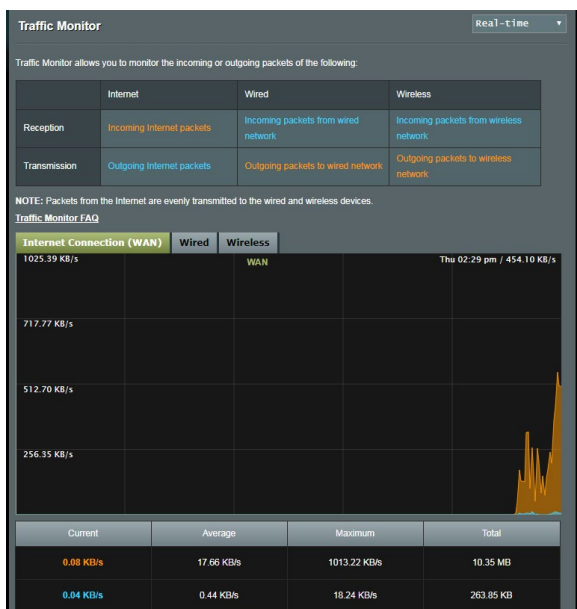 Traffic Monitor
Real-time
Traffic Monitor allows you to monitor the incoming or outgoing packets of the following:
Internet Wired Wireless
Reception Incoming Internet packets Incoming packets from wired network Incoming packets from wireless network
Transmission Outgoing Internet packets Outgoing packets to wired network Outgoing packets to wireless network
NOTE: Packets from the Internet are evenly transmitted to the wired and wireless devices.
Traffic Monitor FAQ
Internet Connection (WAN) Wired Wireless
1025.39 KB/s WAN Thu 02:29 pm / 454.10 KB/s
717.77 KB/s
512.70 KB/s
256.35 KB/s
Current Average Maximum Total
0.08 KB/s 17.66 KB/s 1013.22 KB/s 10.35 MB
0.04 KB/s 0.44 KB/s 18.24 KB/s 263.85 KB